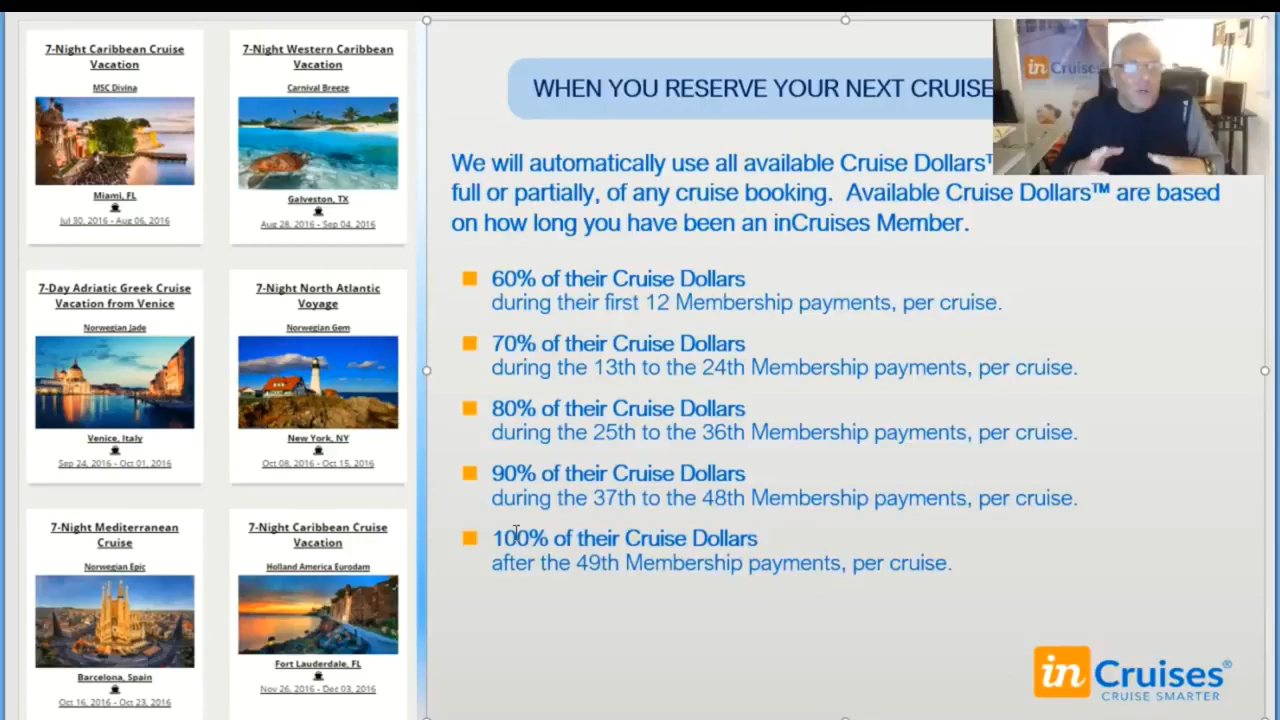 7-Night Caribbean Cruise
Vacation
MSC Divina
Miami, FL
Jul 30, 2016 - Aug 06, 2016
7-Night Western Caribbean
Vacation
Carnival Breeze
Galveston, TX
Aug 28, 2016 - Sep 04, 2016
7-Day Adriatic Greek Cruise
Vacation from Venice
Norwegian Jade
Venice, Italy
Sep 24, 2016 - Oct 01, 2016
7-Night North Atlantic
Voyage
Norwegian Gem
New York, NY
Oct 08, 2016 - Oct 15, 2016
7-Night Mediterranean
Cruise
Norwegian Epic
Barcelona, Spain
Oct 16, 2016 - Oct 23, 2016
7-Night Caribbean Cruise
Vacation
Holland America Eurodam
Fort Lauderdale, FL
Nov 26, 2016 - Dec 03, 2016
WHEN YOU RESERVE YOUR NEXT CRUISE
in Cruises
We will automatically use all available Cruise Dollars™
full or partially, of any cruise booking. Available Cruise Dollars™ are based
on how long you have been an inCruises Member.
60% of their Cruise Dollars
during their first 12 Membership payments, per cruise.
70% of their Cruise Dollars
during the 13th to the 24th Membership payments, per cruise.
80% of their Cruise Dollars
during the 25th to the 36th Membership payments, per cruise.
90% of their Cruise Dollars
during the 37th to the 48th Membership payments, per cruise.
100% of their Cruise Dollars
after the 49th Membership payments, per cruise.
in Cruises®
CRUISE SMARTER